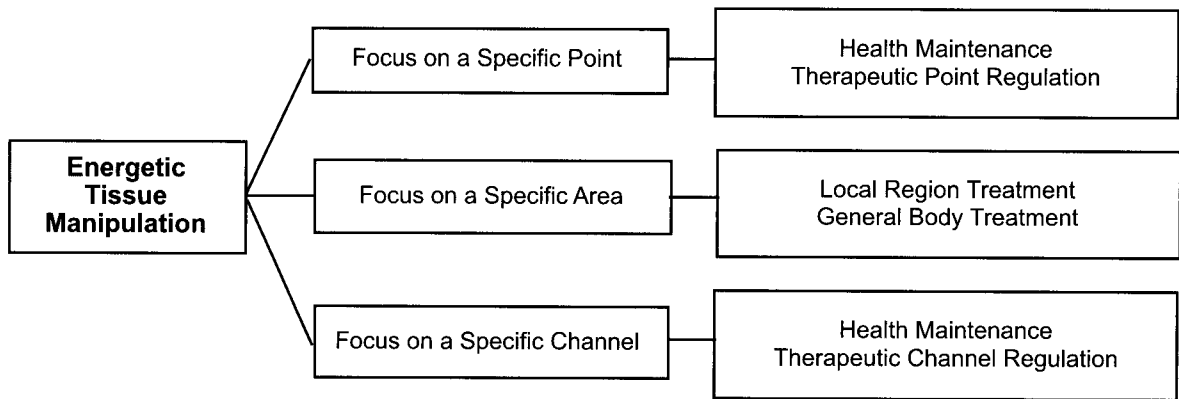 Energetic
Tissue
Manipulation
Focus on a Specific Point
Health Maintenance
Therapeutic Point Regulation
Focus on a Specific Area
Local Region Treatment
General Body Treatment
Focus on a Specific Channel
Health Maintenance
Therapeutic Channel Regulation